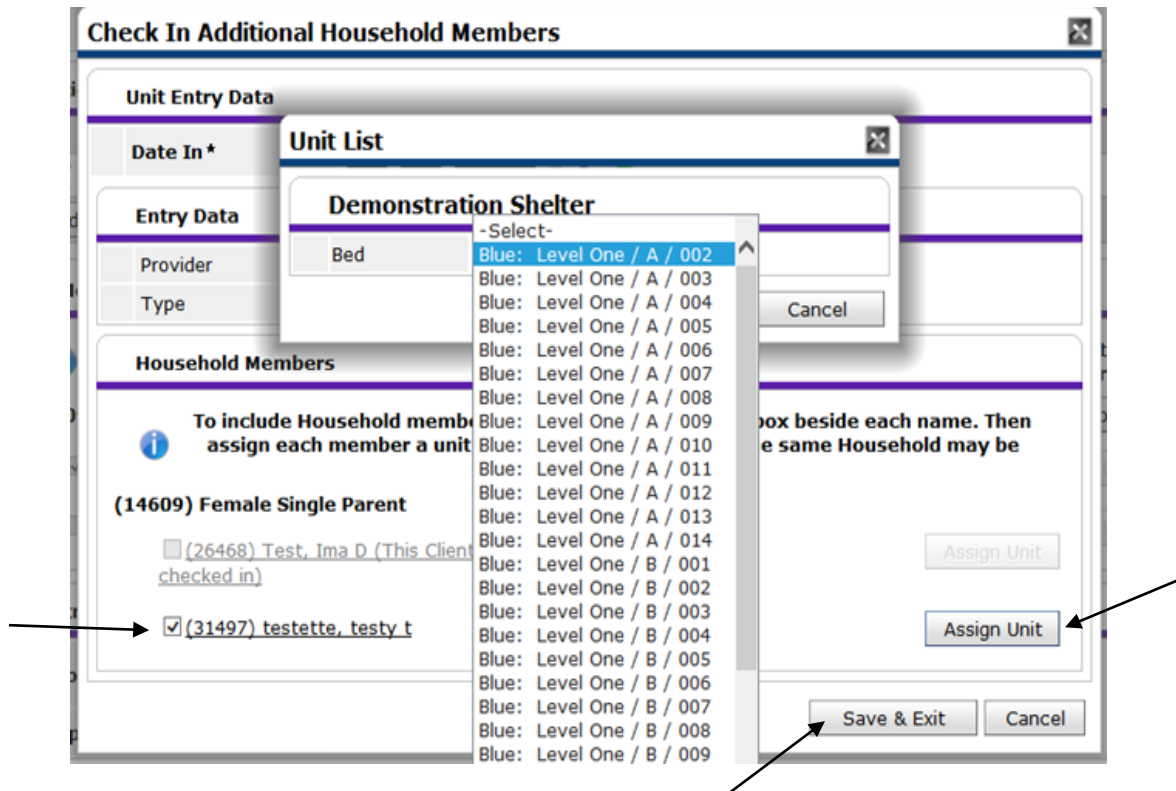 Check In Additional Household Members
Unit Entry Data
Date In *
Unit List
Demonstration Shelter
Bed
-Select-
Blue: Level One / A / 002
Blue: Level One / A / 003
Blue: Level One / A / 004
Blue: Level One / A / 005
Blue: Level One / A / 006
Blue: Level One / A / 007
Blue: Level One / A / 008
Blue: Level One / A / 009
Blue: Level One / A / 010
Blue: Level One / A / 011
Blue: Level One / A / 012
Blue: Level One / A / 013
Blue: Level One / A / 014
Blue: Level One / B / 001
Blue: Level One / B / 002
Blue: Level One / B / 003
Blue: Level One / B / 004
Blue: Level One / B / 005
Blue: Level One / B / 006
Blue: Level One / B / 007
Blue: Level One / B / 008
Blue: Level One / B / 009
Cancel
Entry Data
Provider
Type
Household Members
To include Household memb ox beside each name. Then
assign each member a unit e same Household may be
(14609) Female Single Parent
(26468) Test, Ima D (This Client
checked in)
Assign Unit
(31497) testette, testy t
Assign Unit
Save & Exit
Cancel